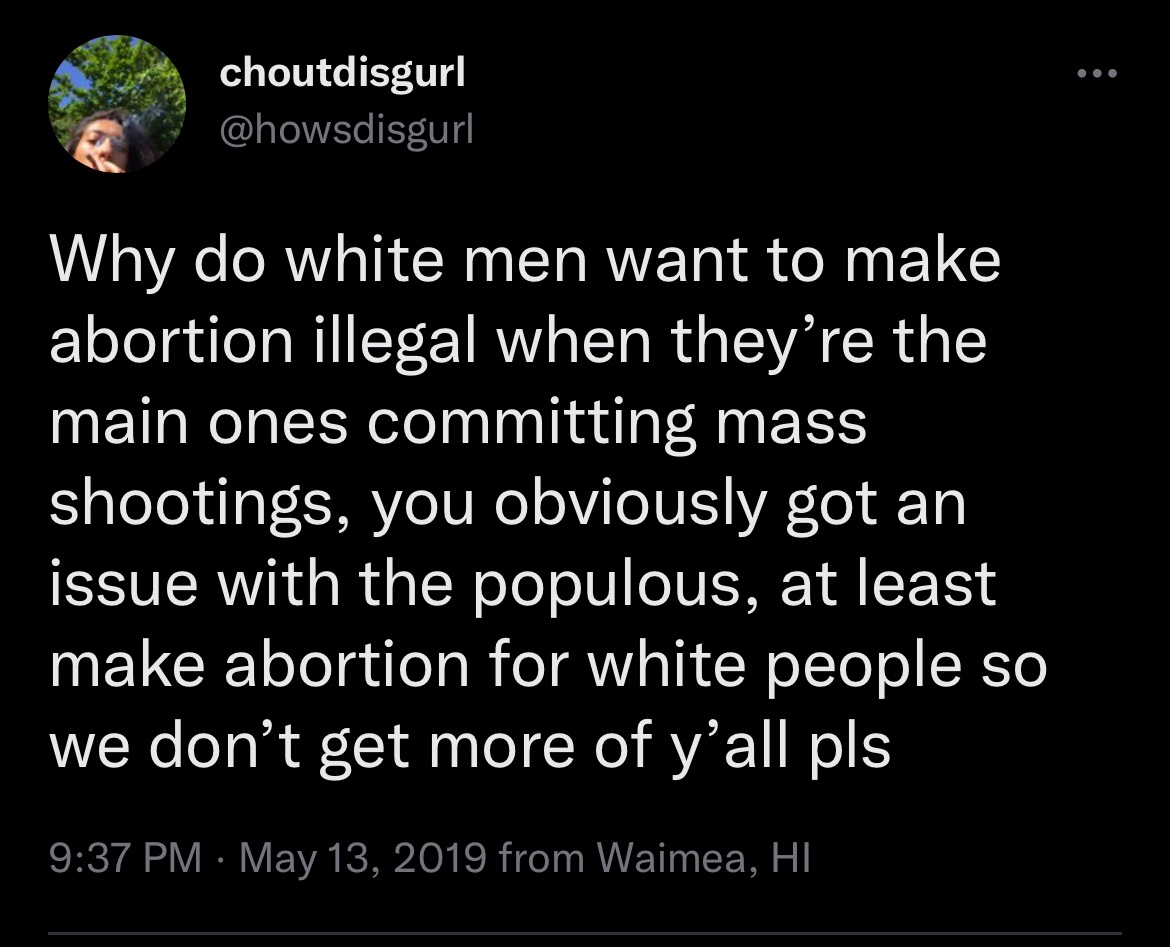 choutdisgurl
@howsdisgurl
Why do white men want to make
abortion illegal when they’re the
main ones committing mass
shootings, you obviously got an
issue with the populous, at least
make abortion for white people so
we don’t get more of y’all pls
9:37 PM · May 13, 2019 from Waimea, HI